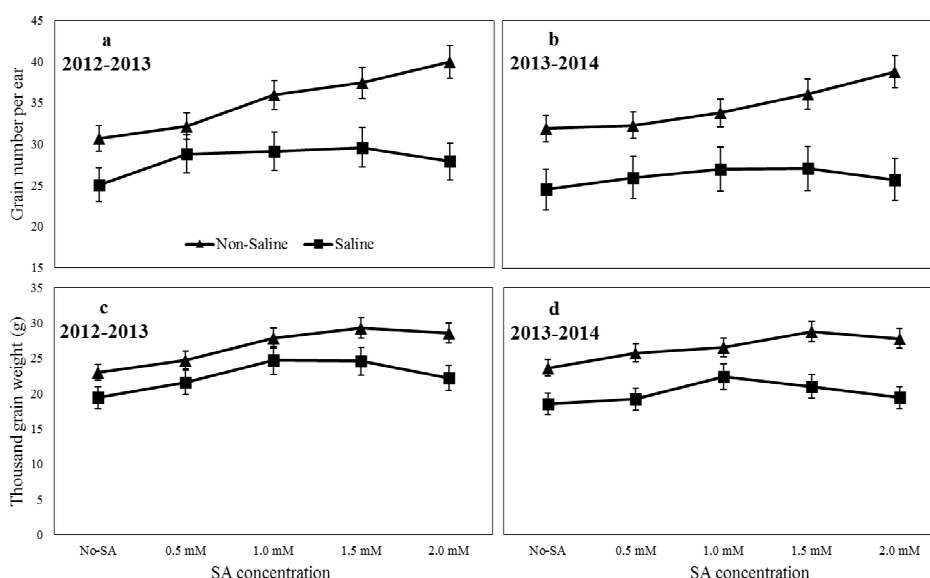 45
40
35
30
25
20
15
Grain number per ear
a
2012-2013
Non-Saline
Saline
b
2013-2014
35
30
25
20
15
10
5
0
Thousand grain weight (g)
c
2012-2013
d
2013-2014
No-SA 0.5 mM 1.0 mM 1.5 mM 2.0 mM
SA concentration
No-SA 0.5 mM 1.0 mM 1.5 mM 2.0 mM
SA concentration